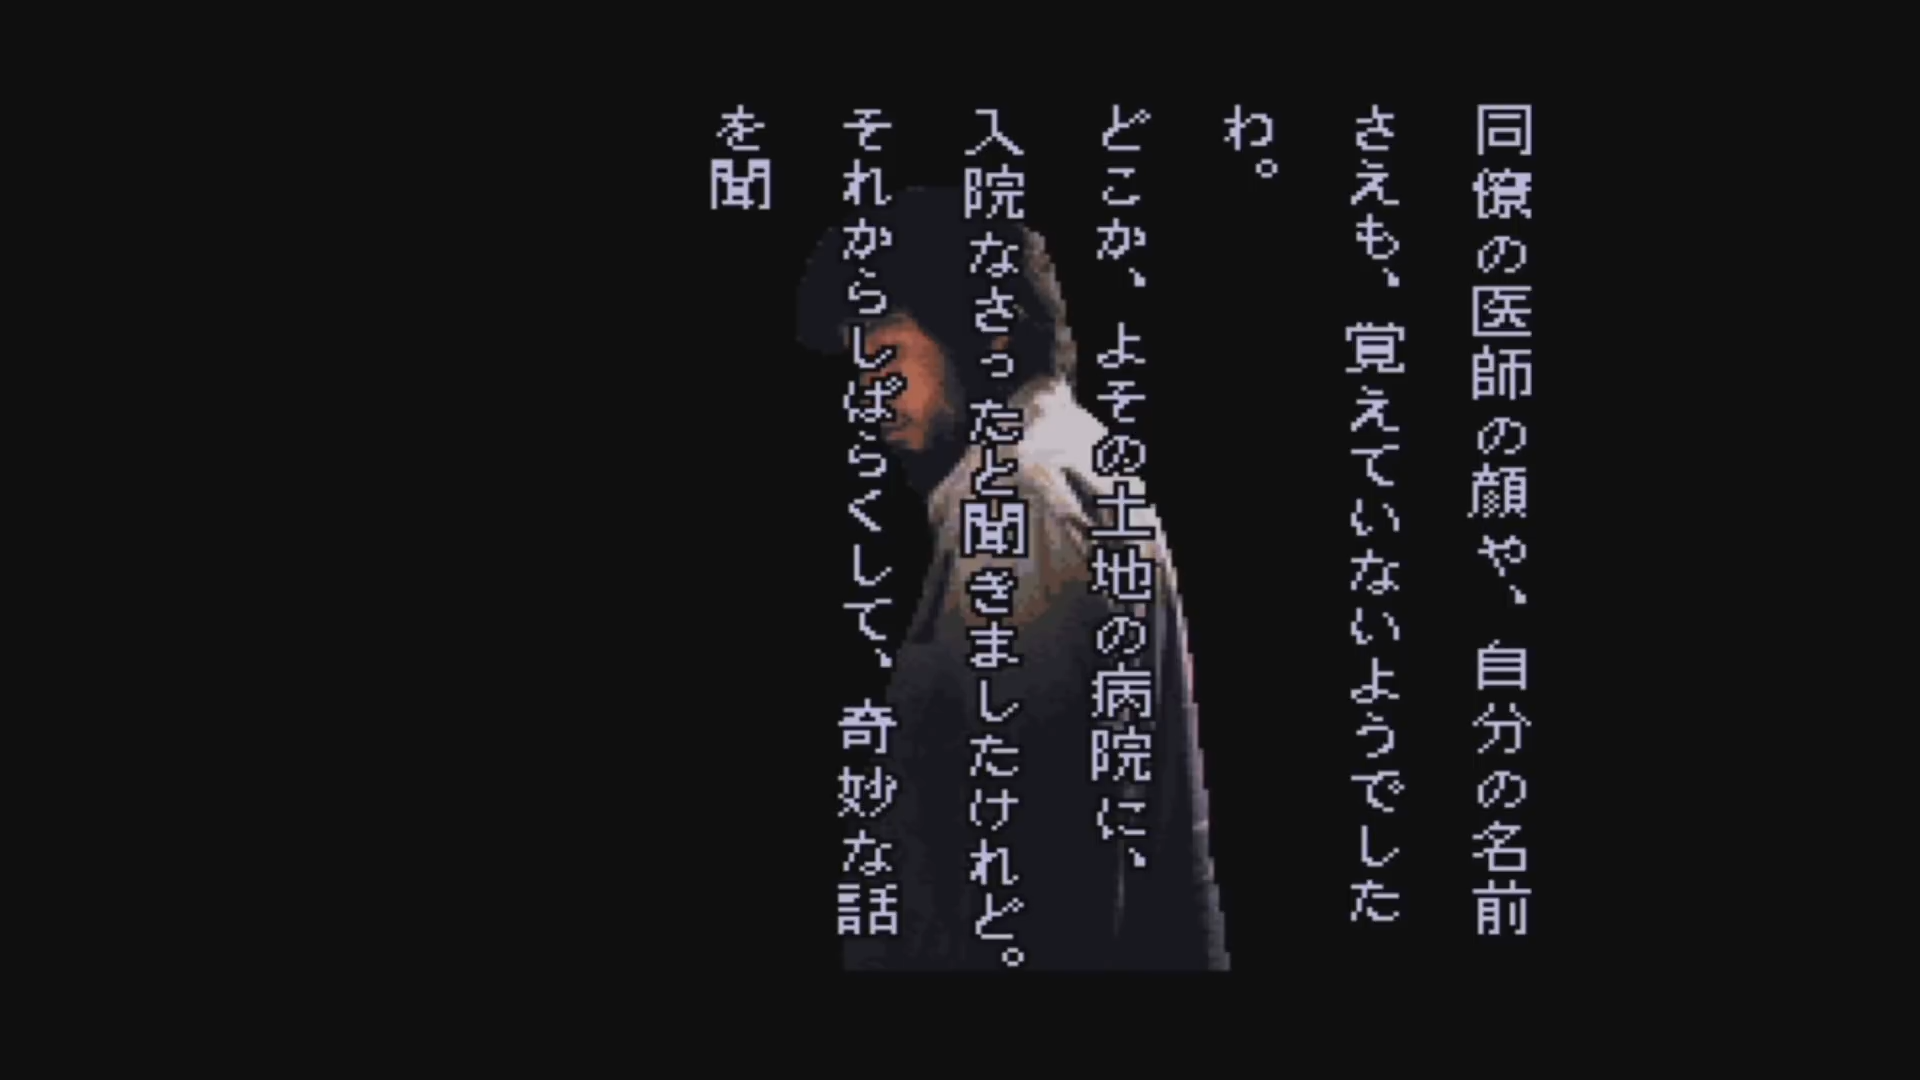 同僚の医師の顔や、自分の名前
さえも、覚えていないようでした
わ。
どこか、よその土地の病院に、
入院なさったと聞きましたけれど。
それからしばらくして、奇妙な話
を聞